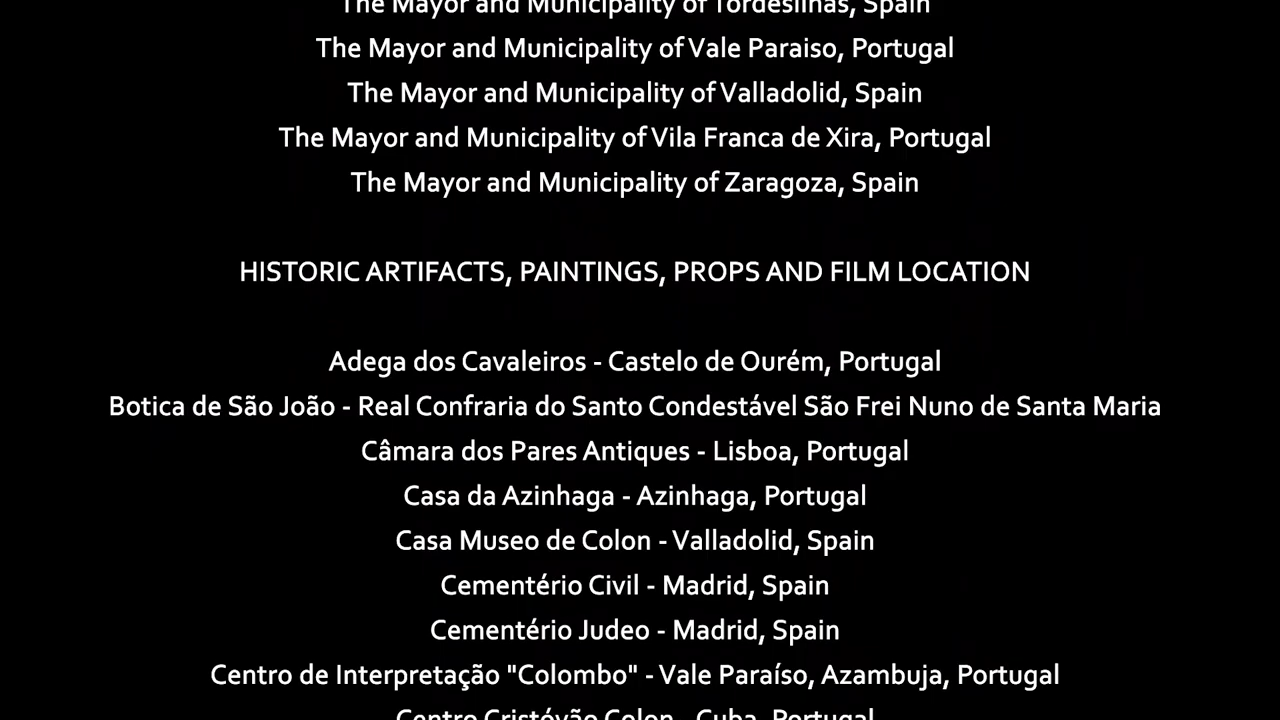 The Mayor and Municipality of Tordesilhas, Spain
The Mayor and Municipality of Vale Paraiso, Portugal
The Mayor and Municipality of Valladolid, Spain
The Mayor and Municipality of Vila Franca de Xira, Portugal
The Mayor and Municipality of Zaragoza, Spain
HISTORIC ARTIFACTS, PAINTINGS, PROPS AND FILM LOCATION
Adega dos Cavaleiros - Castelo de Ourém, Portugal
Botica de São João - Real Confraria do Santo Condestável São Frei Nuno de Santa Maria
Câmara dos Pares Antiques - Lisboa, Portugal
Casa da Azinhaga - Azinhaga, Portugal
Casa Museo de Colon - Valladolid, Spain
Cementério Civil - Madrid, Spain
Cementério Judeo - Madrid, Spain
Centro de Interpretação "Colombo" - Vale Paraíso, Azambuja, Portugal
Centro Cristóvão Colon - Cuba, Portugal